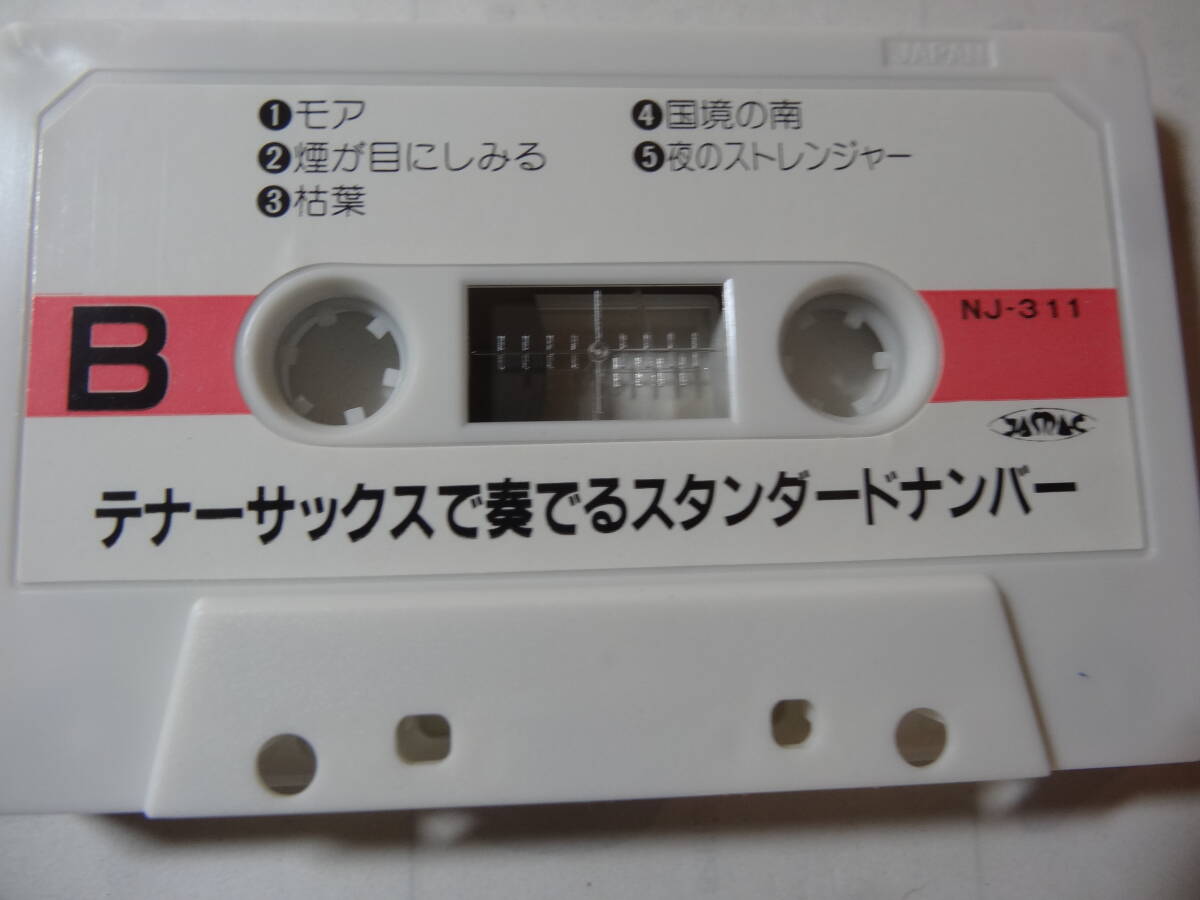 JAPAN
❶モア
❷煙が目にしみる
❸枯葉
❹国境の南
❺夜のストレンジャー
B
NJ-311
JAMAC
テナーサックスで奏でるスタンダードナンバー